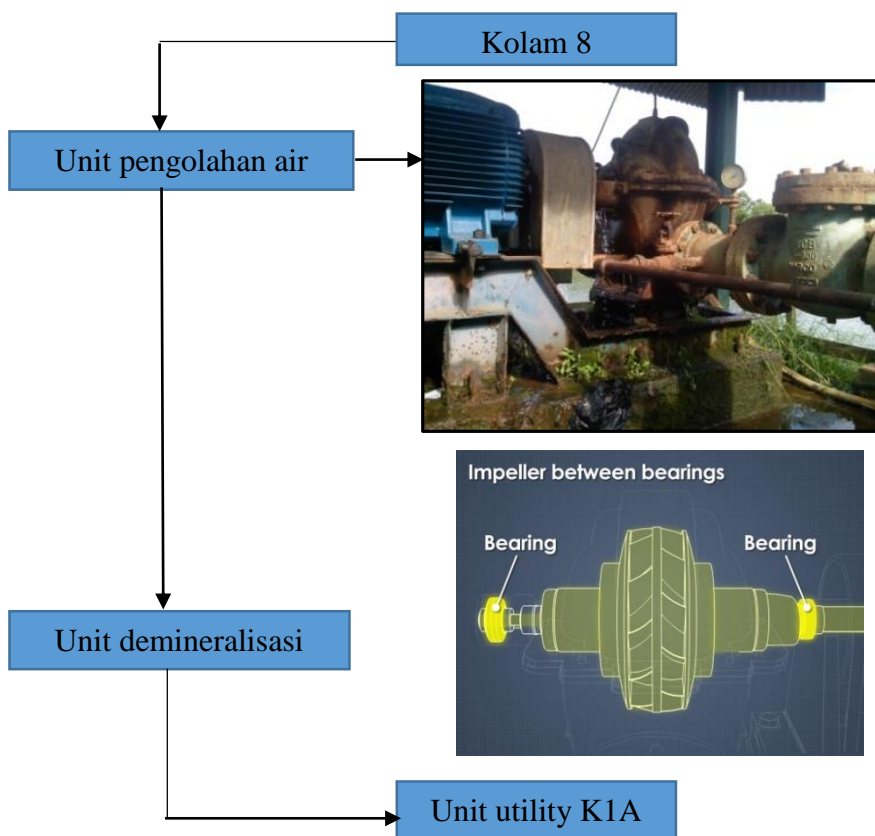 Kolam 8
Unit pengolahan air
Impeller between bearings
Bearing
Bearing
Unit demineralisasi
Unit utility K1A